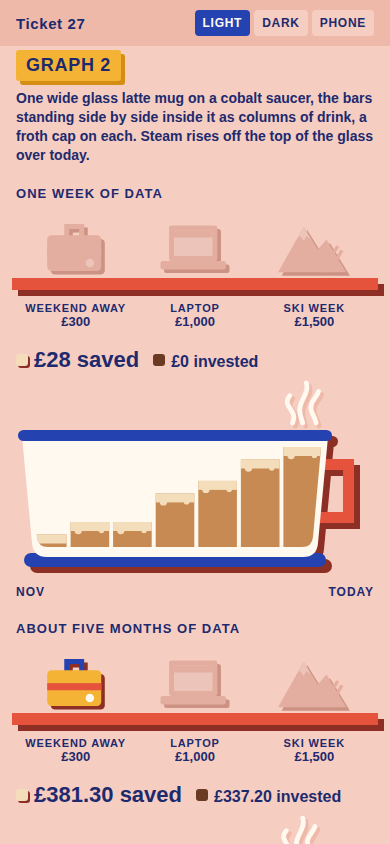 Ticket 27
LIGHT DARK PHONE
GRAPH 2
One wide glass latte mug on a cobalt saucer, the bars
standing side by side inside it as columns of drink, a
froth cap on each. Steam rises off the top of the glass
over today.
ONE WEEK OF DATA
WEEKEND AWAY LAPTOP SKI WEEK
£300 £1,000 £1,500
£28 saved £0 invested
NOV TODAY
ABOUT FIVE MONTHS OF DATA
WEEKEND AWAY LAPTOP SKI WEEK
£300 £1,000 £1,500
£381.30 saved £337.20 invested